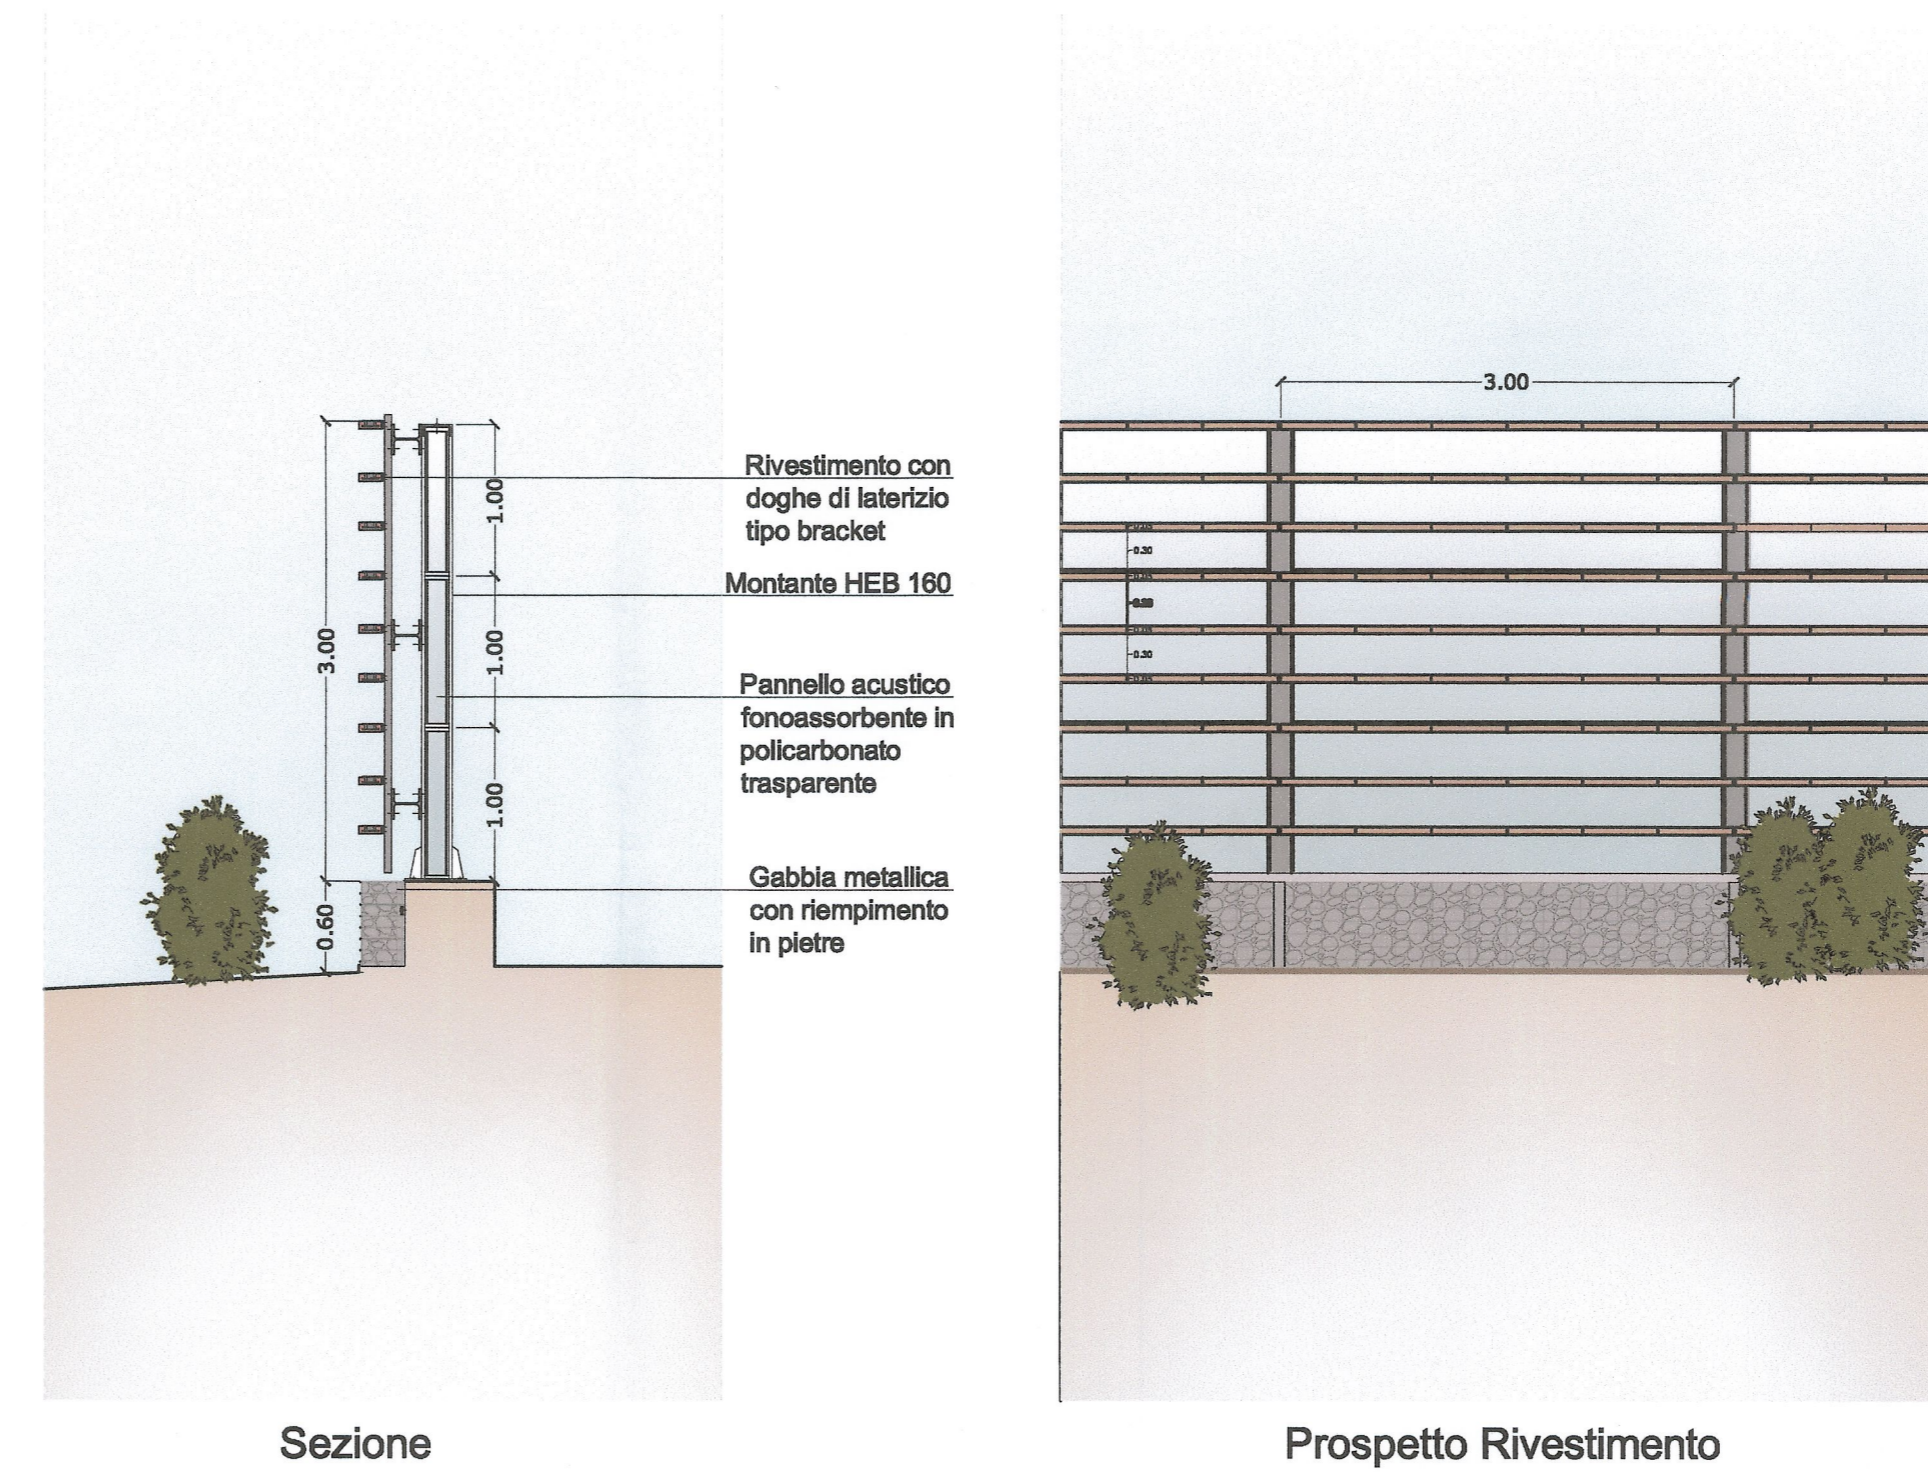 3.00
3.00
1.00
1.00
1.00
0.60
Rivestimento con
doghe di laterizio
tipo bracket
Montante HEB 160
Pannello acustico
fonoassorbente in
policarbonato
trasparente
Gabbia metallica
con riempimento
in pietre
0.30
0.30
Sezione
Prospetto Rivestimento